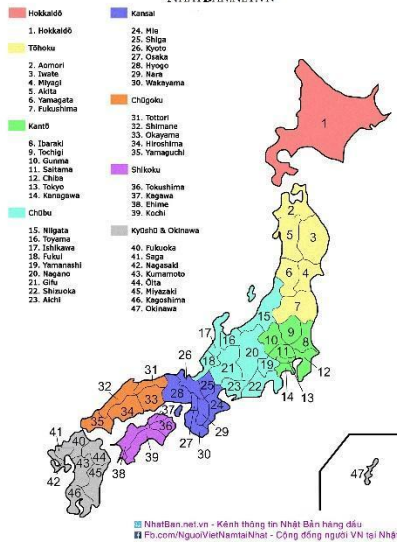 NHATBAN.NET.VN
Hokkaidō
1. Hokkaidō
Tōhoku
2. Aomori
3. Iwate
4. Miyagi
5. Akita
6. Yamagata
7. Fukushima
Kantō
8. Ibaraki
9. Tochigi
10. Gunma
11. Saitama
12. Chiba
13. Tokyo
14. Kanagawa
Chūbu
15. Niigata
16. Toyama
17. Ishikawa
18. Fukui
19. Yamanashi
20. Nagano
21. Gifu
22. Shizuoka
23. Aichi
Kansai
24. Mie
25. Shiga
26. Kyoto
27. Osaka
28. Hyogo
29. Nara
30. Wakayama
Chūgoku
31. Tottori
32. Shimane
33. Okayama
34. Hiroshima
35. Yamaguchi
Shikoku
36. Tokushima
37. Kagawa
38. Ehime
39. Kochi
Kyūshū & Okinawa
40. Fukuoka
41. Saga
42. Nagasaki
43. Kumamoto
44. Ōita
45. Miyazaki
46. Kagoshima
47. Okinawa
1
2
5
3
6
4
7
15
17
16
10
9
8
11
20
18
21
19
12
26
31
32
28
25
23
22
14
13
33
34
24
35
37
36
29
41
40
27
30
44
43
42
45
38
39
46
47
NhatBan.net.vn - Kênh thông tin Nhật Bản hàng đầu
Fb.com/NguoiVietNamtaiNhat - Cộng đồng người VN tại Nhật